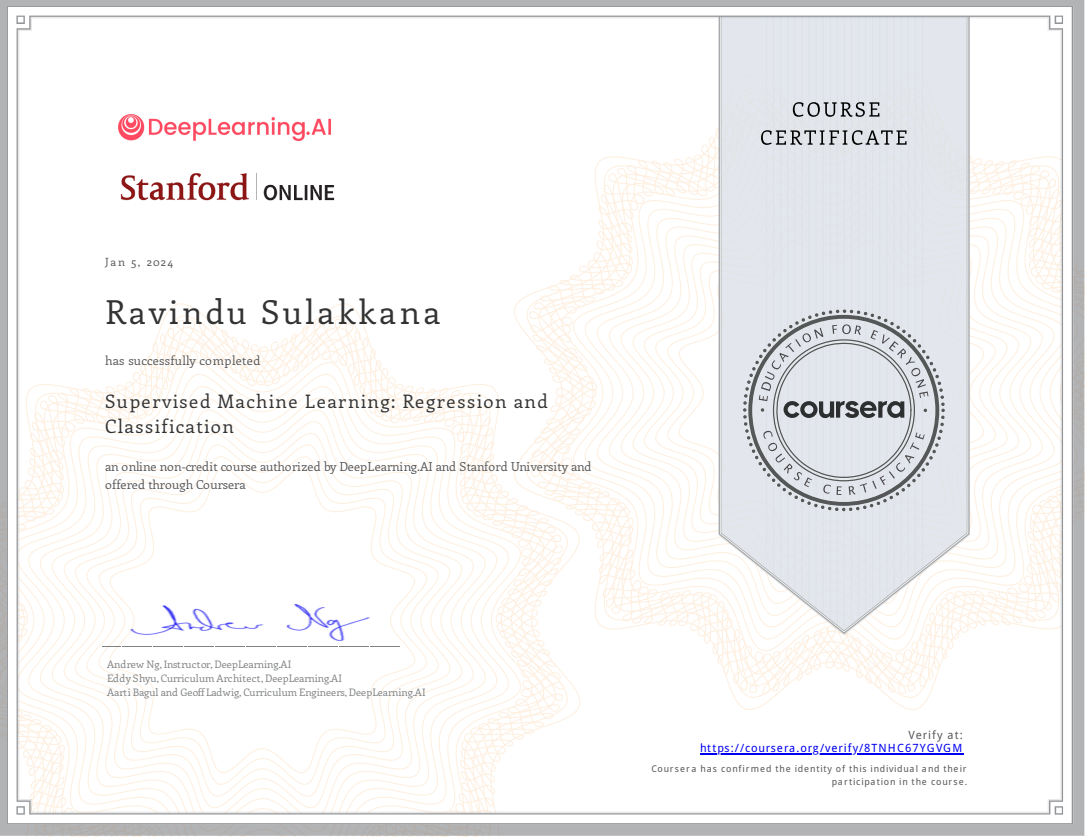 DeepLearning.AI
Stanford ONLINE
COURSE
CERTIFICATE
Jan 5, 2024
Ravindu Sulakkana
has successfully completed
Supervised Machine Learning: Regression and
Classification
an online non-credit course authorized by DeepLearning.AI and Stanford University and
offered through Coursera
EDUCATION FOR EVERYONE
coursera
COURSE CERTIFICATE
Andrew Ng
Andrew Ng, Instructor, DeepLearning.AI
Eddy Shyu, Curriculum Architect, DeepLearning.AI
Aarti Bagul and Geoff Ladwig, Curriculum Engineers, DeepLearning.AI
Verify at:
https://coursera.org/verify/8TNHC67YGVGM
Coursera has confirmed the identity of this individual and their
participation in the course.